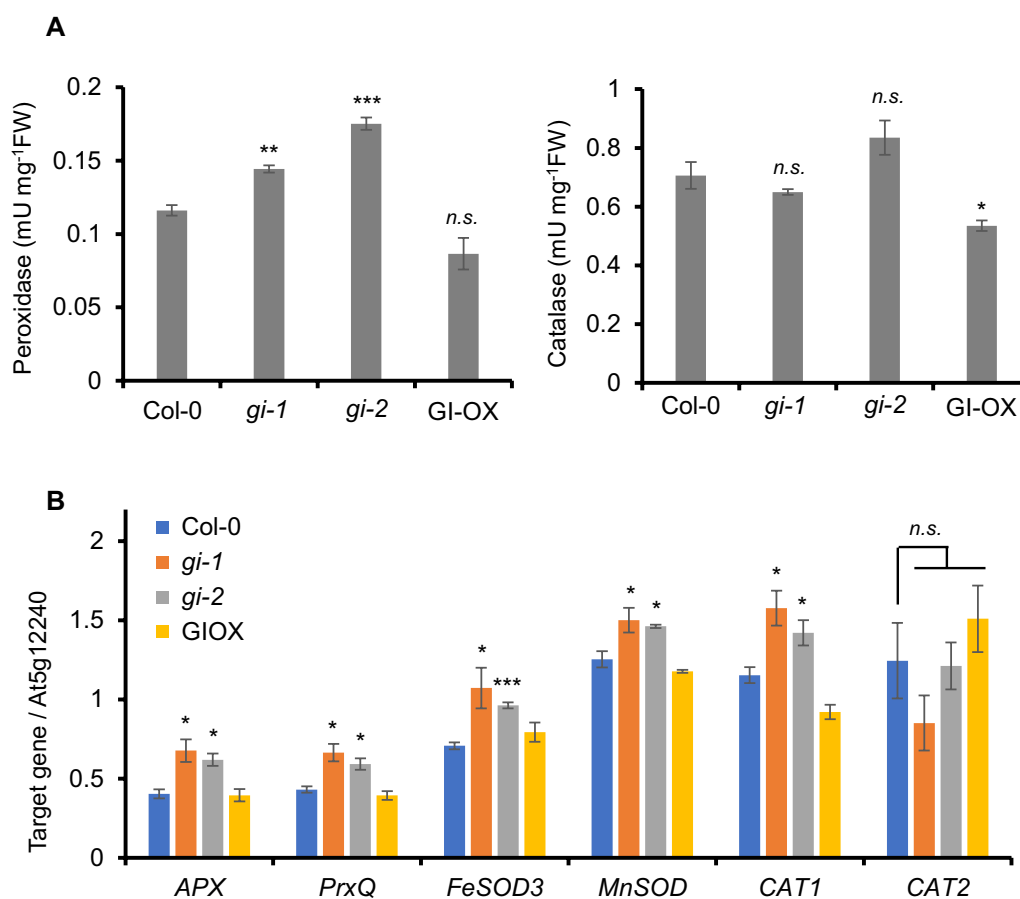 A
Peroxidase (mU mg-1FW)
0.2
0.15
0.1
0.05
0
**
***
n.s.
Col-0 gi-1 gi-2 GI-OX
Catalase (mU mg-1FW)
1
0.8
0.6
0.4
0.2
0
n.s.
n.s.
*
Col-0 gi-1 gi-2 GI-OX
B
Target gene / At5g12240
2
1.5
1
0.5
0
Col-0
gi-1
gi-2
GIOX
* *
* *
* ***
* *
* *
n.s.
APX PrxQ FeSOD3 MnSOD CAT1 CAT2